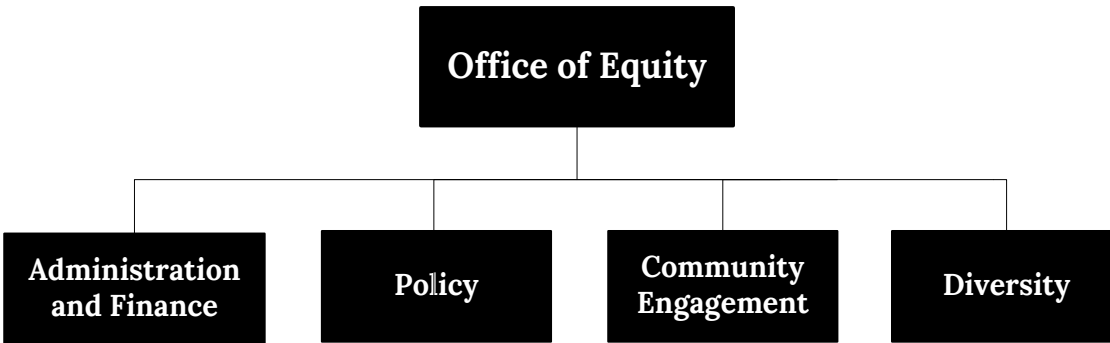 Office of Equity
Administration
and Finance
Policy
Community
Engagement
Diversity